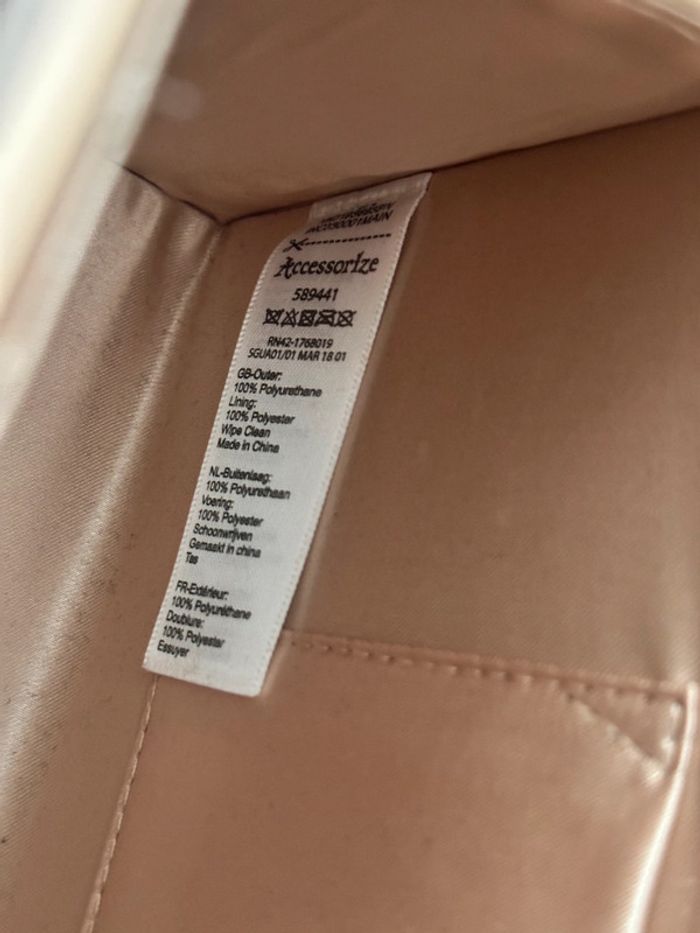 Accessorize
589441
RN42-1768019
SGUA01/01 MAR 18 01
GB-Outer:
100% Polyurethane
Lining:
100% Polyester
Wipe Clean
Made in China
NL-Buitenlaag:
100% Polyurethaan
Voering:
100% Polyester
Schoonwrijven
Gemaakt in china
Tas
FR-Extérieur:
100% Polyuréthane
Doublure:
100% Polyester
Essuyer